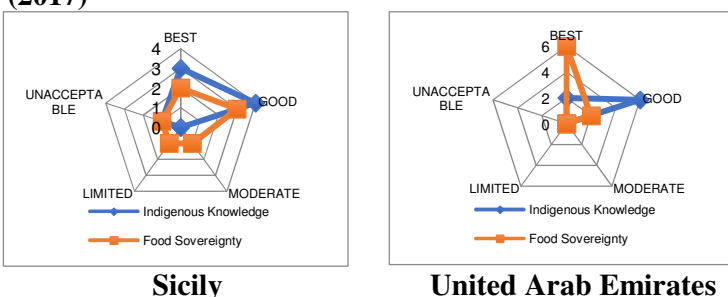 (2017)
BEST
4
3
2
1
0
GOOD
MODERATE
LIMITED
UNACCEPTA
BLE
Indigenous Knowledge
Food Sovereignty
Sicily
BEST
6
4
2
0
GOOD
MODERATE
LIMITED
UNACCEPTA
BLE
Indigenous Knowledge
Food Sovereignty
United Arab Emirates